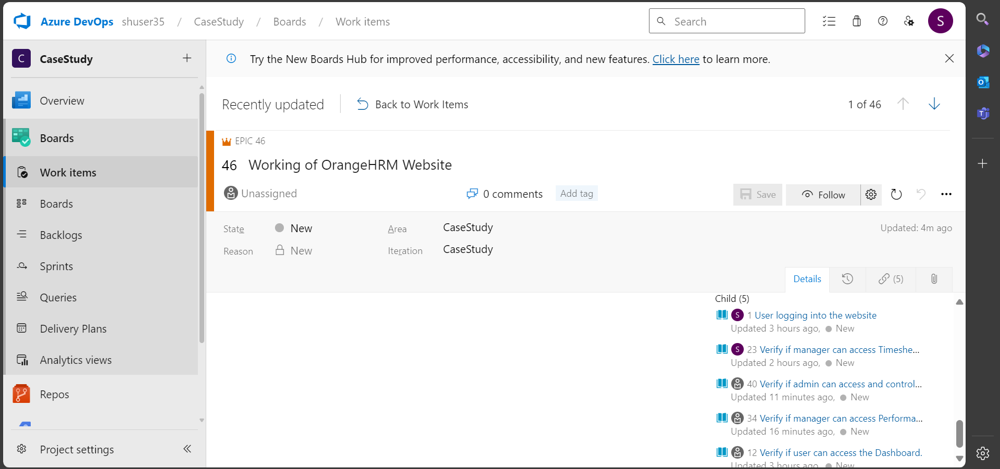 Azure DevOps shuser35 / CaseStudy / Boards / Work items
Search
S
C CaseStudy
Try the New Boards Hub for improved performance, accessibility, and new features. Click here to learn more.
Overview
Boards
Work items
Boards
Backlogs
Sprints
Queries
Delivery Plans
Analytics views
Repos
Project settings
Recently updated
Back to Work Items
1 of 46
EPIC 46
46 Working of OrangeHRM Website
Unassigned
0 comments
Add tag
Save
Follow
State New
Area CaseStudy
Updated: 4m ago
Reason New
Iteration CaseStudy
Details
(5)
Child (5)
S 1 User logging into the website
Updated 3 hours ago, New
S 23 Verify if manager can access Timeshe...
Updated 2 hours ago, New
40 Verify if admin can access and control...
Updated 11 minutes ago, New
34 Verify if manager can access Performa...
Updated 16 minutes ago, New
12 Verify if user can access the Dashboard.
Updated 3 hours ago, New